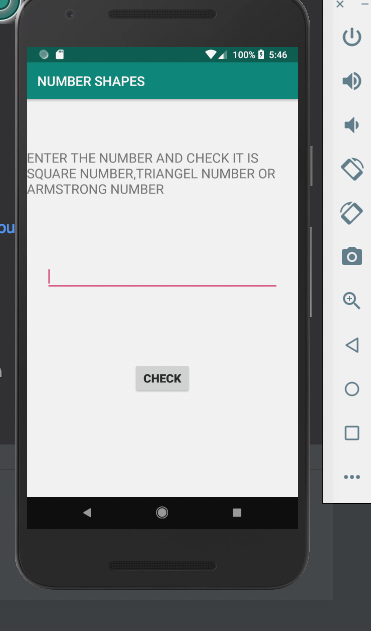 100% 5:46
NUMBER SHAPES
ENTER THE NUMBER AND CHECK IT IS
SQUARE NUMBER,TRIANGEL NUMBER OR
ARMSTRONG NUMBER
ou
CHECK